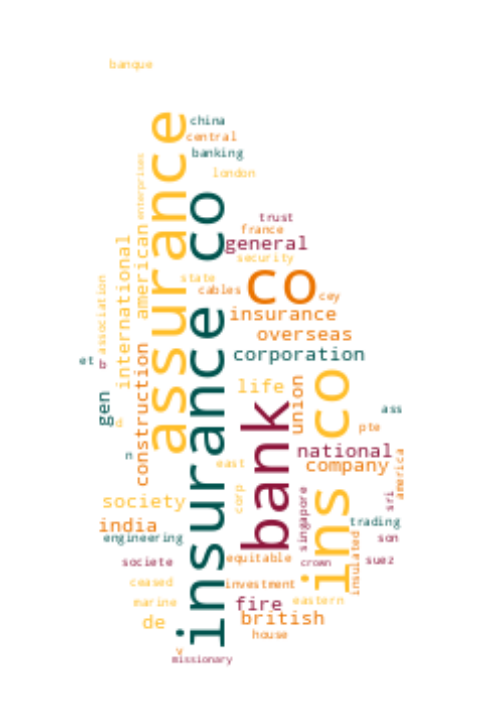 banque
china
central
banking
london
assurance
insurance co
enterprises
trust
france
general
security
american
international
state
cables
co
cey
association
insurance
overseas
corporation
et
b
construction
life
union
ins co
gen
ass
d
pte
bank
n
national
east
company
america
society
corp
singapore
sri
india
trading
engineering
son
societe
equitable
crown
insulated
suez
ceased
investment
marine
fire
eastern
de
british
house
v
missionary